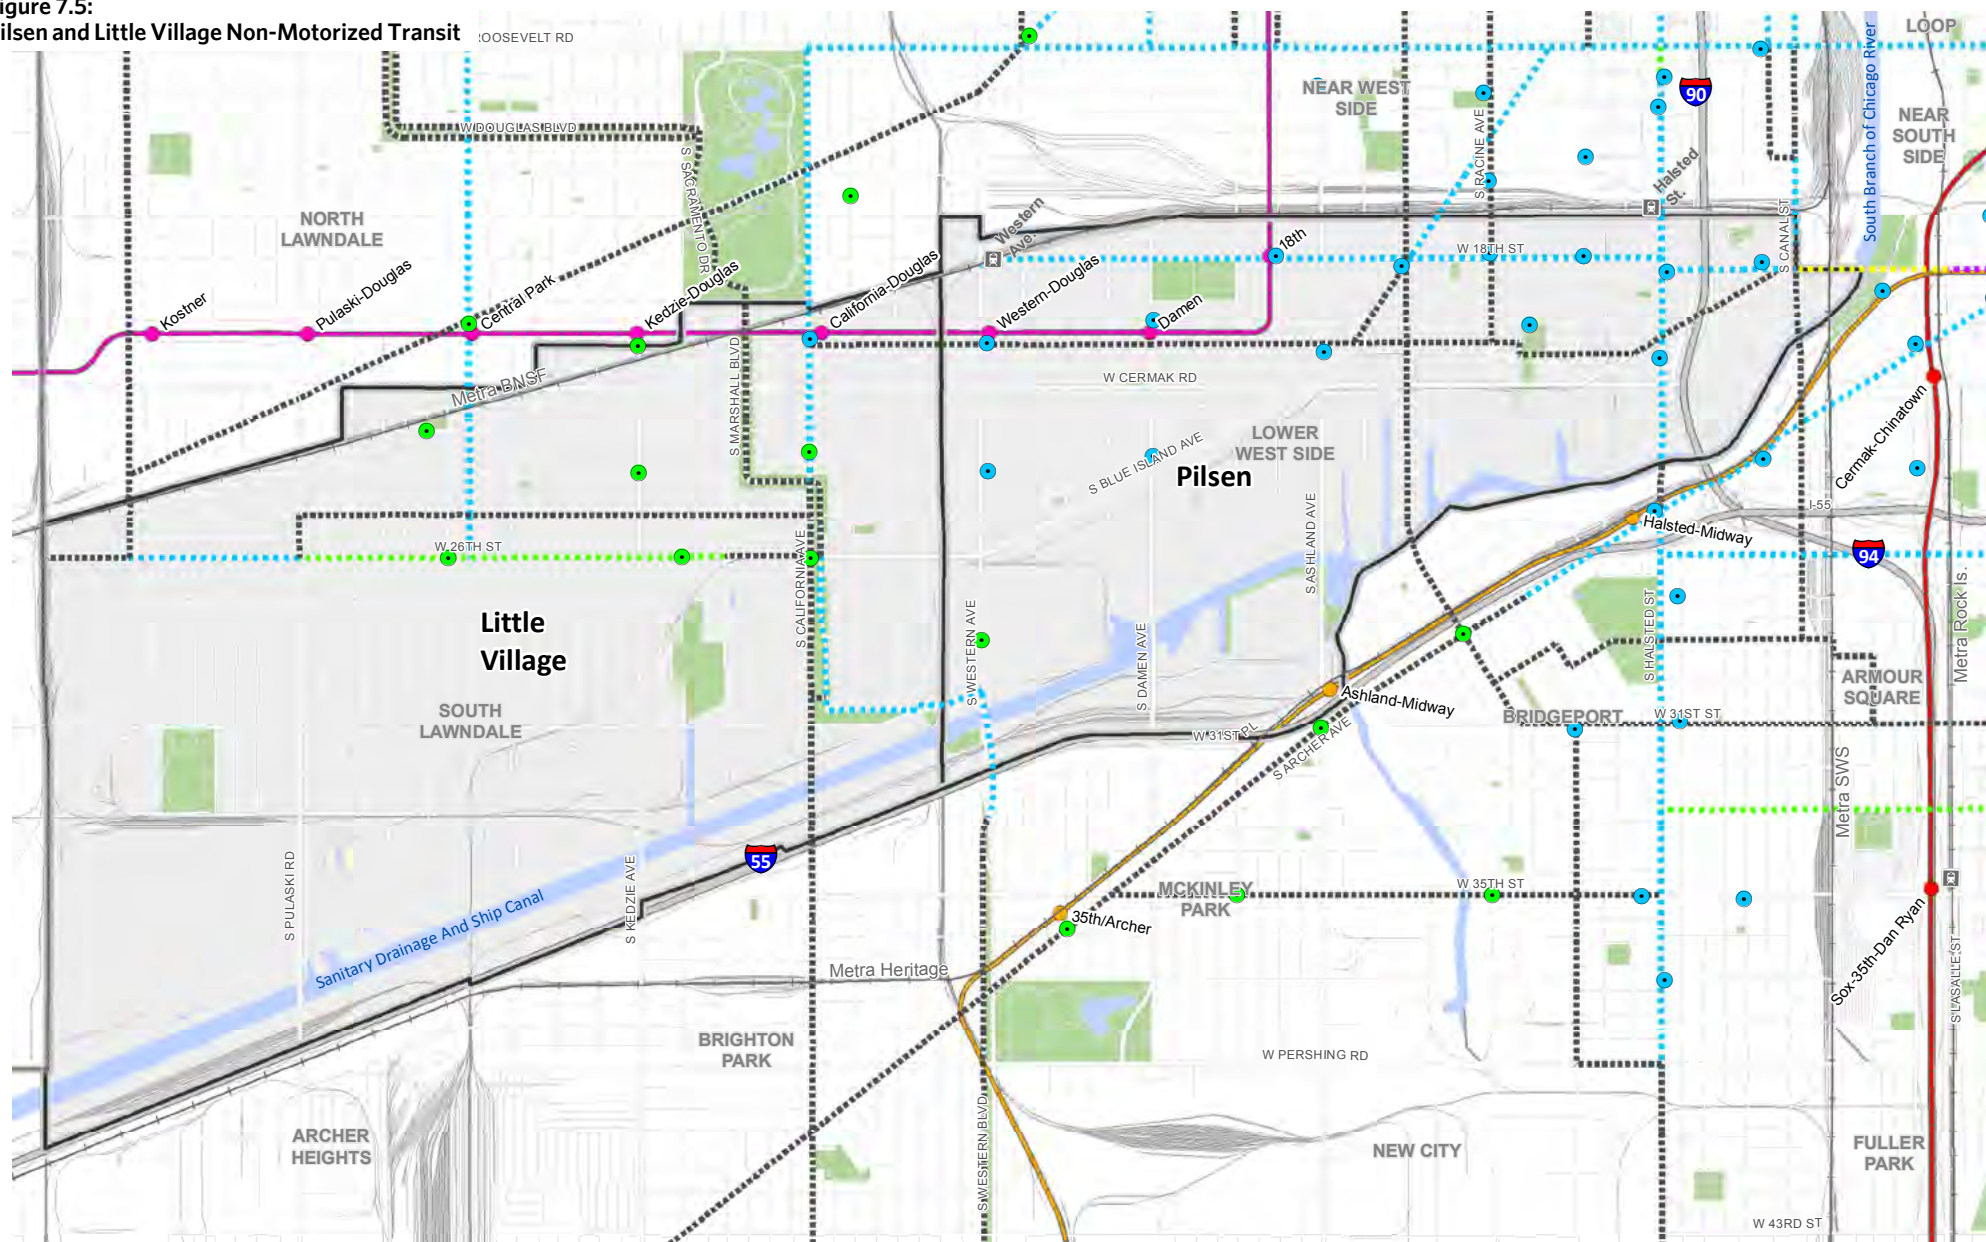 igure 7.5:
ilsen and Little Village Non-Motorized Transit
ROOSEVELT RD
LOOP
W DOUGLAS BLVD
NEAR WEST
SIDE
90
NEAR
SOUTH
SIDE
South Branch of Chicago River
S RACINE AVE
S SACRAMENTO DR
Halsted
St.
NORTH
LAWNDALE
Western
Ave.
S CANAL ST
W 18TH ST
18th
Kostner
Pulaski-Douglas
Central Park
Kedzie-Douglas
California-Douglas
Western-Douglas
Damen
Metra BNSF
S MARSHALL BLVD
W CERMAK RD
Cermak-Chinatown
LOWER
WEST SIDE
S BLUE ISLAND AVE
Pilsen
S ASHLAND AVE
I-55
Halsted-Midway
94
W 26TH ST
S CALIFORNIA AVE
Metra Rock Is.
Little
Village
S WESTERN AVE
S DAMEN AVE
S HALSTED ST
ARMOUR
SQUARE
Ashland-Midway
SOUTH
LAWNDALE
BRIDGEPORT
W 31ST ST
W 31ST PL
S ARCHER AVE
Metra SWS
55
S PULASKI RD
S KEDZIE AVE
MCKINLEY
PARK
W 35TH ST
35th/Archer
Sanitary Drainage And Ship Canal
Sox-35th-Dan Ryan
S LASALLE ST
Metra Heritage
BRIGHTON
PARK
W PERSHING RD
ARCHER
HEIGHTS
S WESTERN BLVD
NEW CITY
FULLER
PARK
W 43RD ST